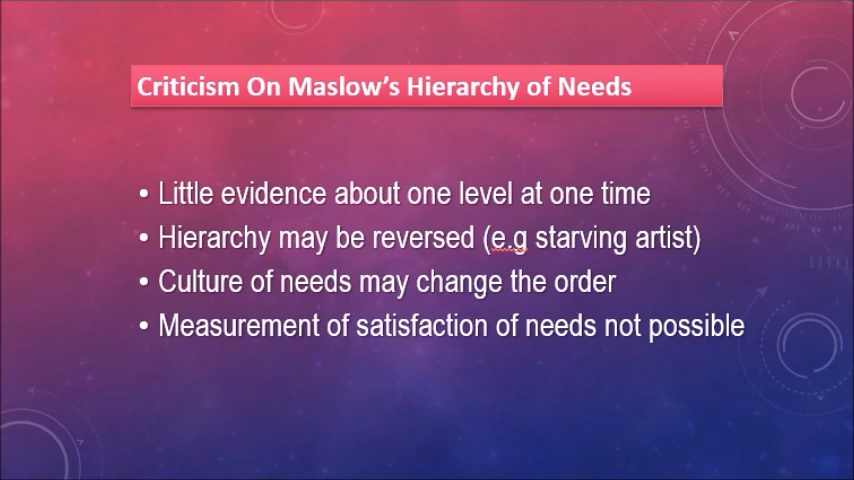 Criticism On Maslow's Hierarchy of Needs
• Little evidence about one level at one time
• Hierarchy may be reversed (e.g starving artist)
• Culture of needs may change the order
• Measurement of satisfaction of needs not possible